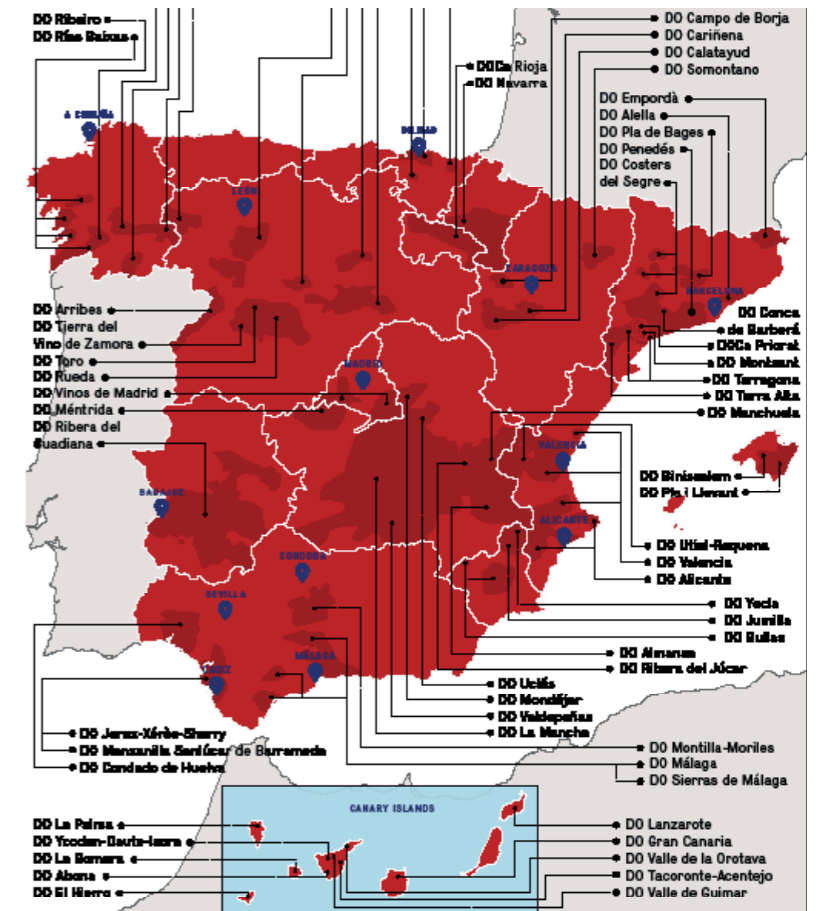 DO Ribeiro
DO Rías Baixas
DO Campo de Borja
DO Cariñena
DO Calatayud
DO Somontano
DOCa Rioja
DO Navarra
DO Empordà
DO Alella
DO Pla de Bages
DO Penedés
DO Costers
del Segre
A CORUÑA
BILBAO
LEÓN
ZARAGOZA
BARCELONA
DO Arribes
DO Tierra del
Vino de Zamora
DO Toro
DO Rueda
DO Vinos de Madrid
DO Méntrida
DO Ribera del
Guadiana
DO Conca
de Barberá
DOCa Priorat
DO Montsant
DO Tarragona
DO Terra Alta
DO Manchuela
MADRID
VALENCIA
DO Binissalem
DO Pla i Llevant
BADAJOZ
ALICANTE
DO Utiel-Requena
DO Valencia
DO Alicante
CORDOBA
SEVILLA
DO Yecla
DO Jumilla
DO Bullas
DO Almansa
DO Ribera del Júcar
MÁLAGA
CADIZ
DO Uclés
DO Mondéjar
DO Valdepeñas
DO La Mancha
DO Jerez-Xérès-Sherry
DO Manzanilla Sanlúcar de Barrameda
DO Condado de Huelva
DO Montilla-Moriles
DO Málaga
DO Sierras de Málaga
CANARY ISLANDS
DO La Palma
DO Ycoden-Daute-Isora
DO La Gomera
DO Abona
DO El Hierro
DO Lanzarote
DO Gran Canaria
DO Valle de la Orotava
DO Tacoronte-Acentejo
DO Valle de Guimar